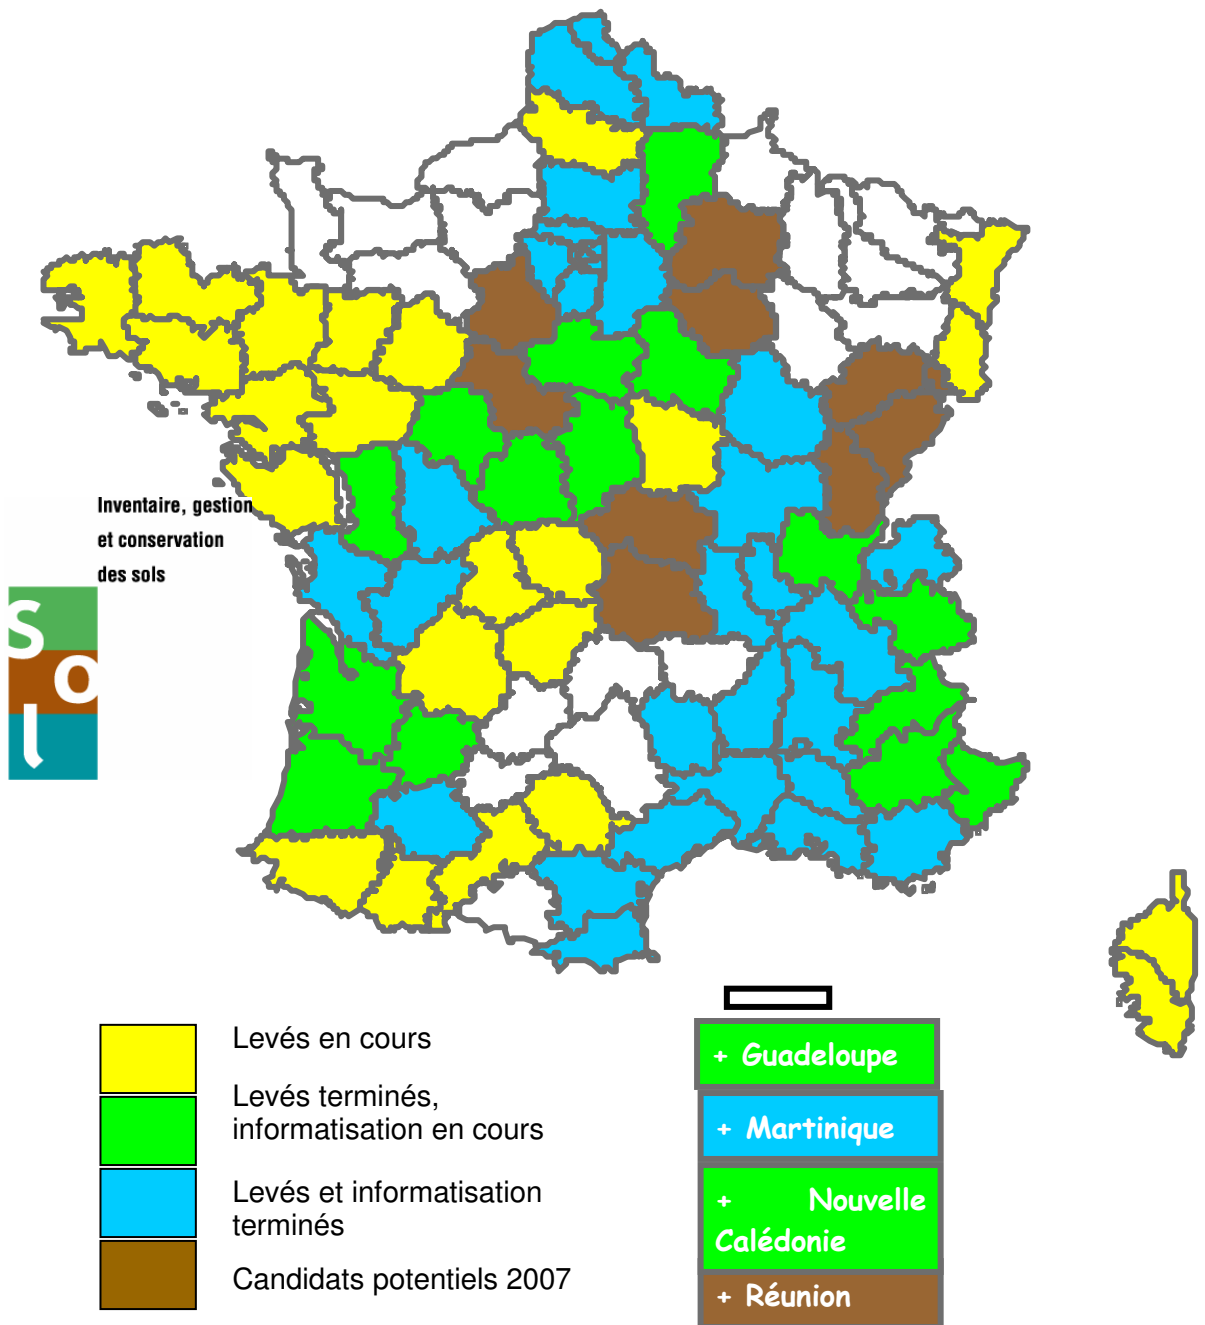 Inventaire, gestion
et conservation
des sols
S
o
l
Levés en cours
Levés terminés,
informatisation en cours
Levés et informatisation
terminés
Candidats potentiels 2007
+ Guadeloupe
+ Martinique
+ Nouvelle
Calédonie
+ Réunion